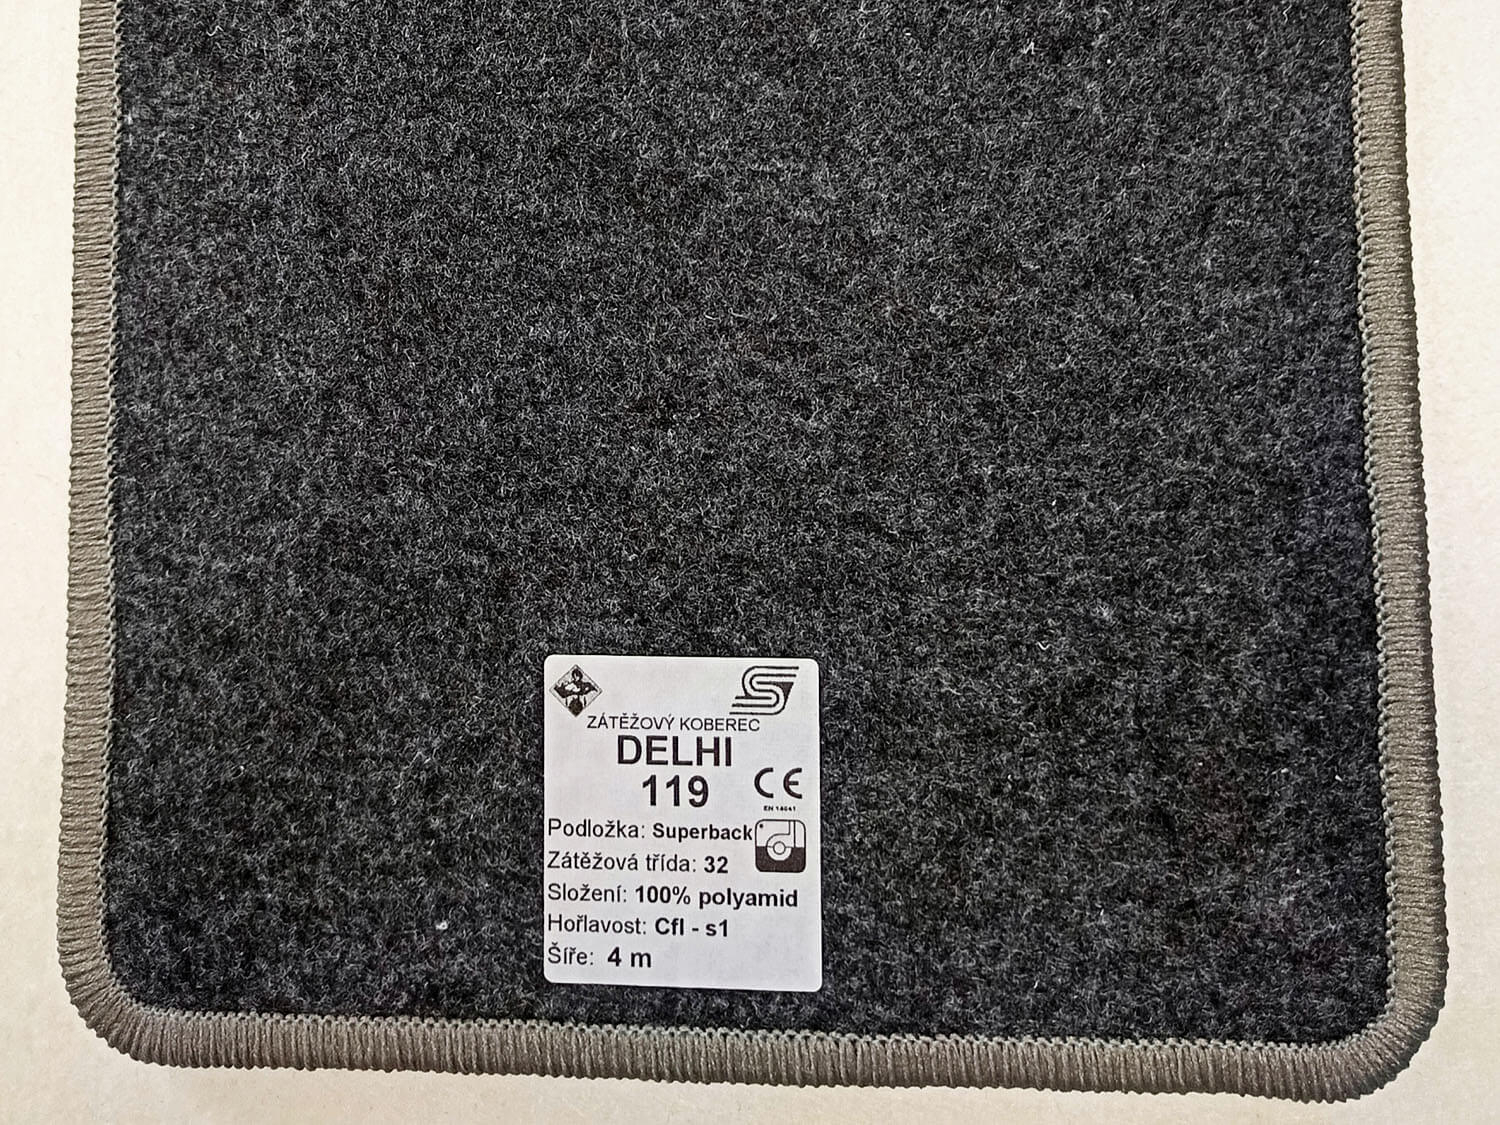 ZÁTĚŽOVÝ KOBEREC
DELHI
119
CE
EN 14041
Podložka: Superback
Zátěžová třída: 32
Složení: 100% polyamid
Hořlavost: Cfl - s1
Šíře: 4 m